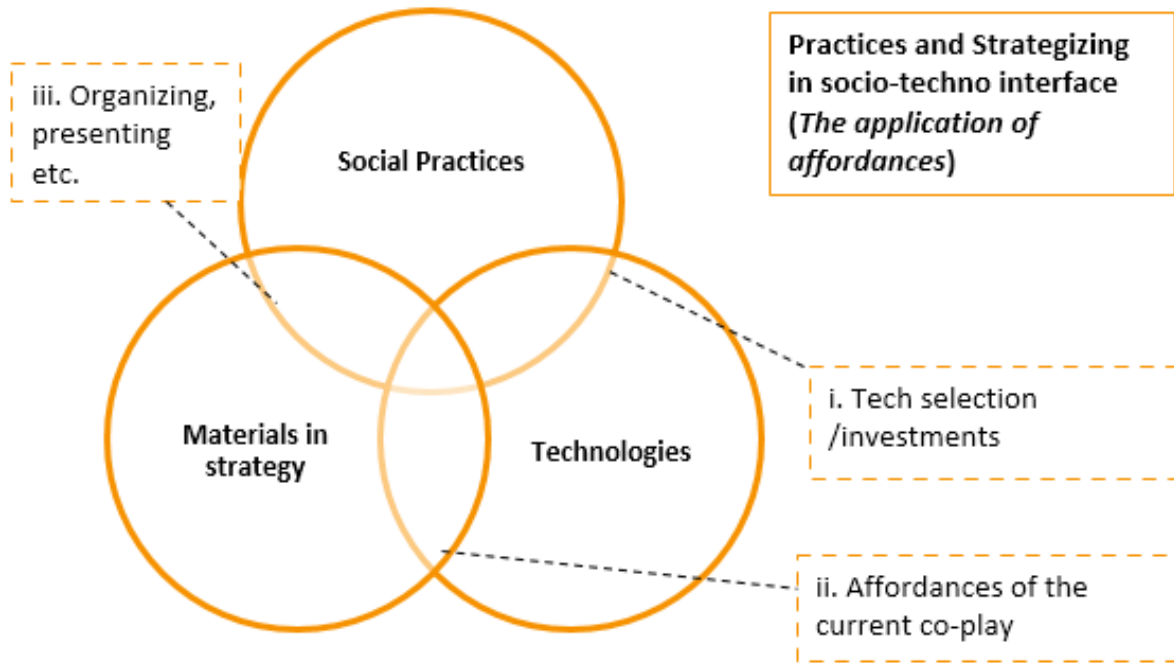 Practices and Strategizing
in socio-techno interface
(The application of
affordances)
iii. Organizing,
presenting
etc.
Social Practices
Materials in
strategy
Technologies
i. Tech selection
/investments
ii. Affordances of the
current co-play